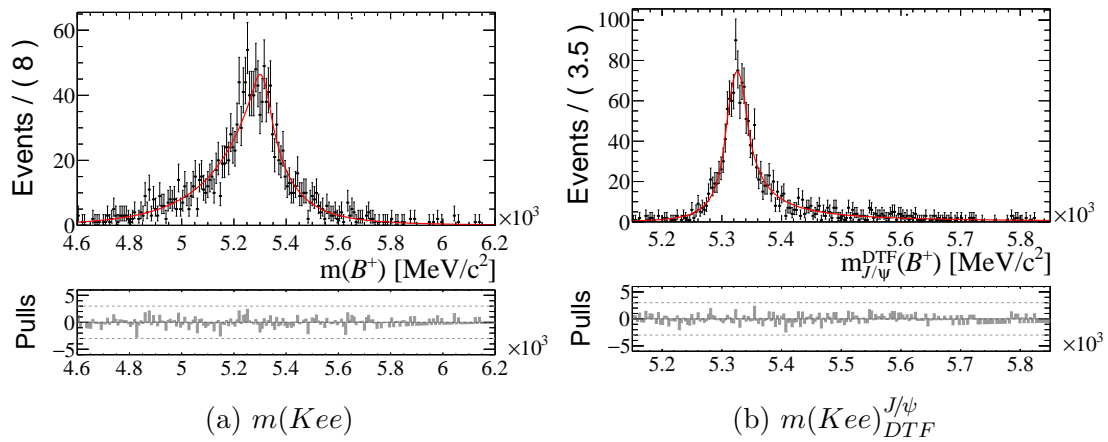 Events / ( 8 )
60
40
20
0
4.6 4.8 5 5.2 5.4 5.6 5.8 6 6.2
×10³
m(B⁺) [MeV/c²]
Pulls
5
0
−5
4.6 4.8 5 5.2 5.4 5.6 5.8 6 6.2
×10³
(a) m(Kee)
Events / ( 3.5 )
100
80
60
40
20
0
5.2 5.3 5.4 5.5 5.6 5.7 5.8
×10³
m^{DTF}_{J/ψ}(B⁺) [MeV/c²]
Pulls
5
0
−5
5.2 5.3 5.4 5.5 5.6 5.7 5.8
×10³
(b) m(Kee)^{J/ψ}_{DTF}